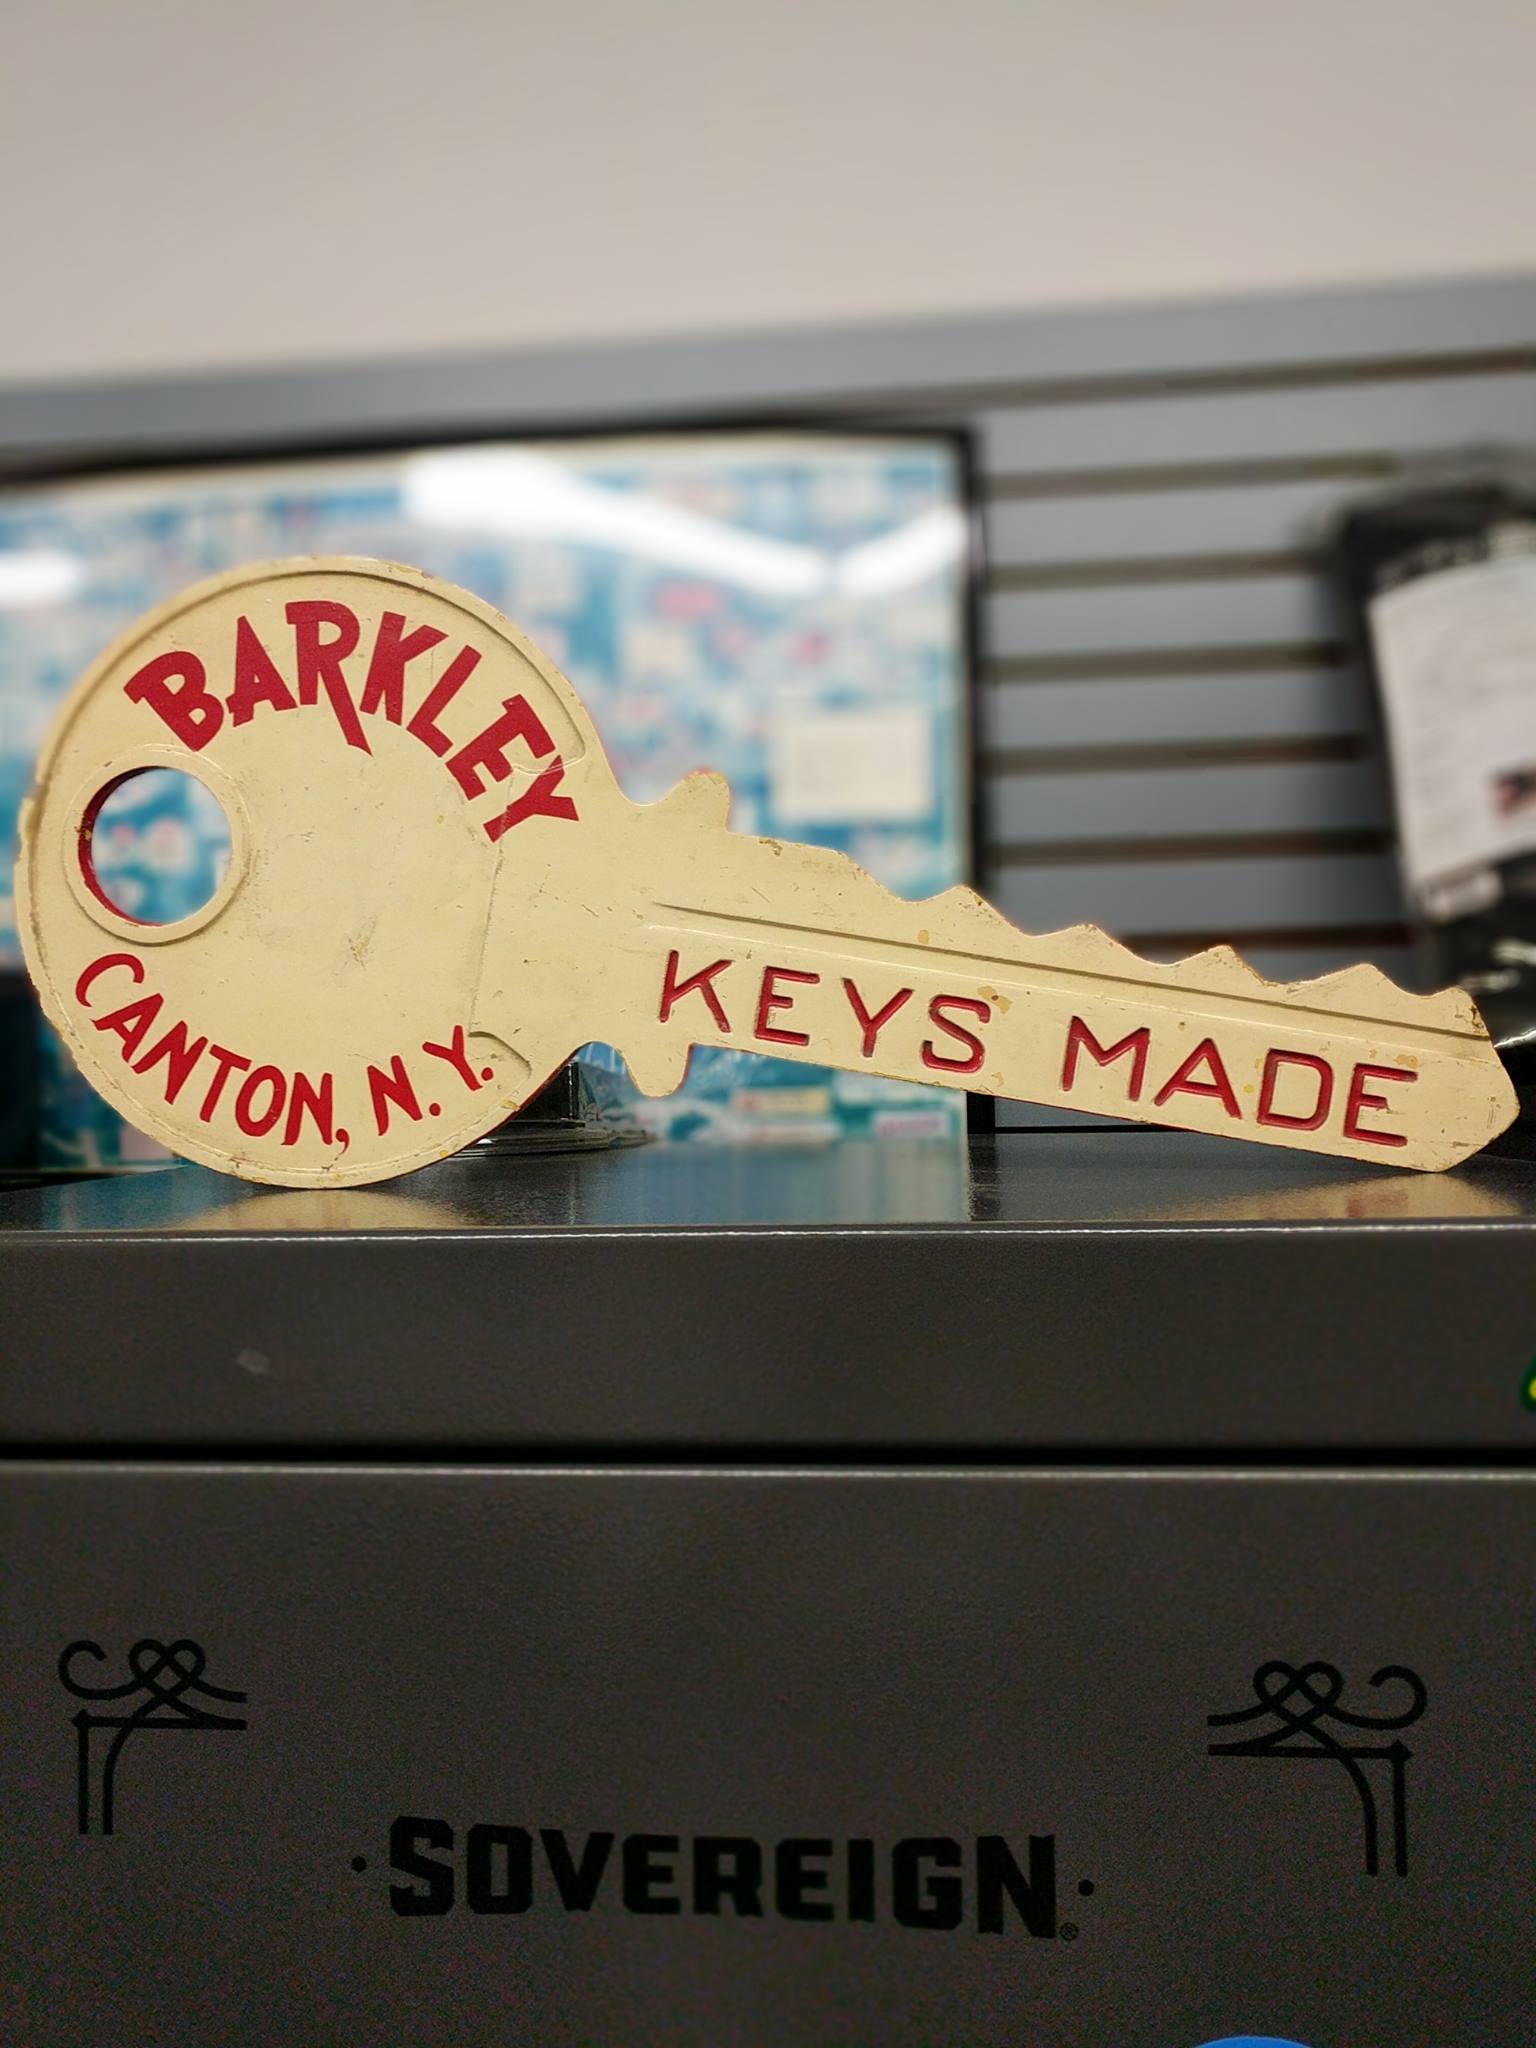 BARKLEY
CANTON, N.Y.
KEYS MADE
· SOVEREIGN ·®